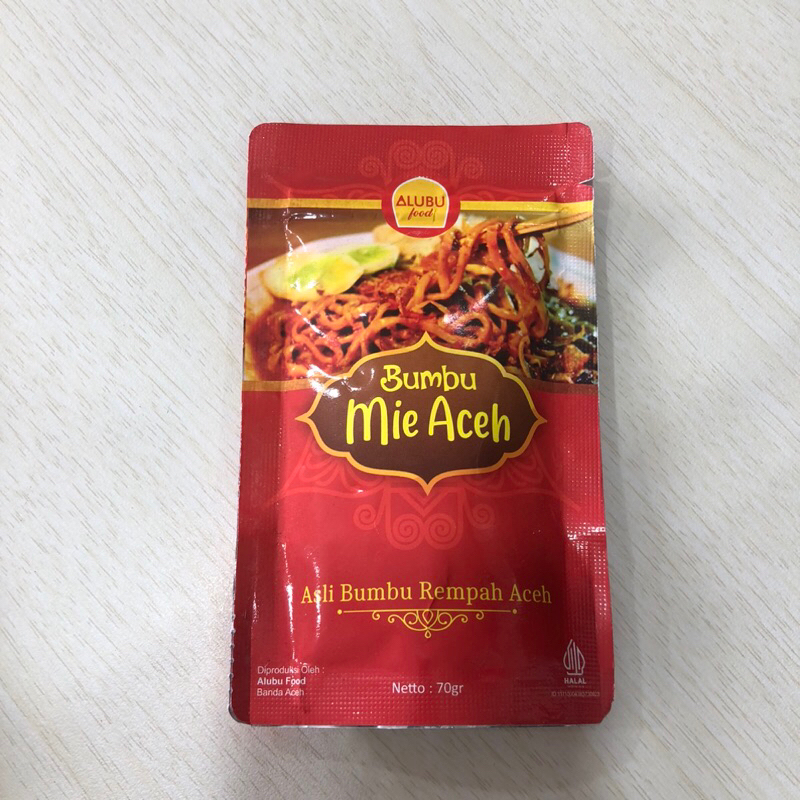 ALUBU
food
Bumbu
Mie Aceh
Asli Bumbu Rempah Aceh
Diproduksi Oleh :
Alubu Food
Banda Aceh
Netto : 70gr
HALAL